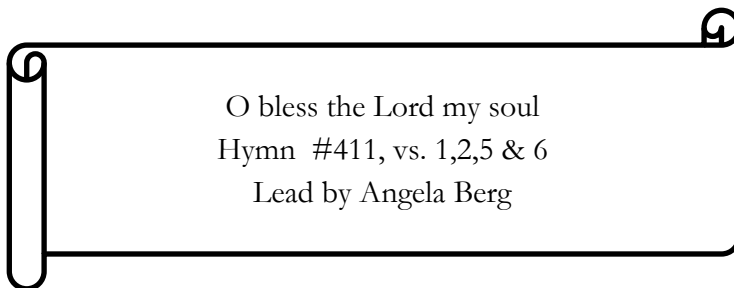 O bless the Lord my soul
Hymn  #411, vs. 1,2,5 & 6
Lead by Angela Berg